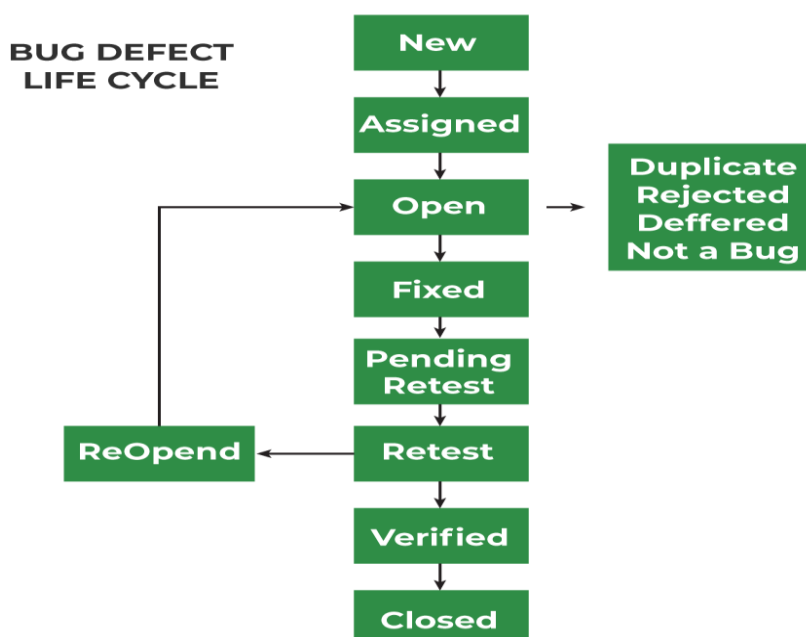 BUG DEFECT
LIFE CYCLE
New
Assigned
Open
Duplicate
Rejected
Deffered
Not a Bug
Fixed
Pending
Retest
ReOpend
Retest
Verified
Closed